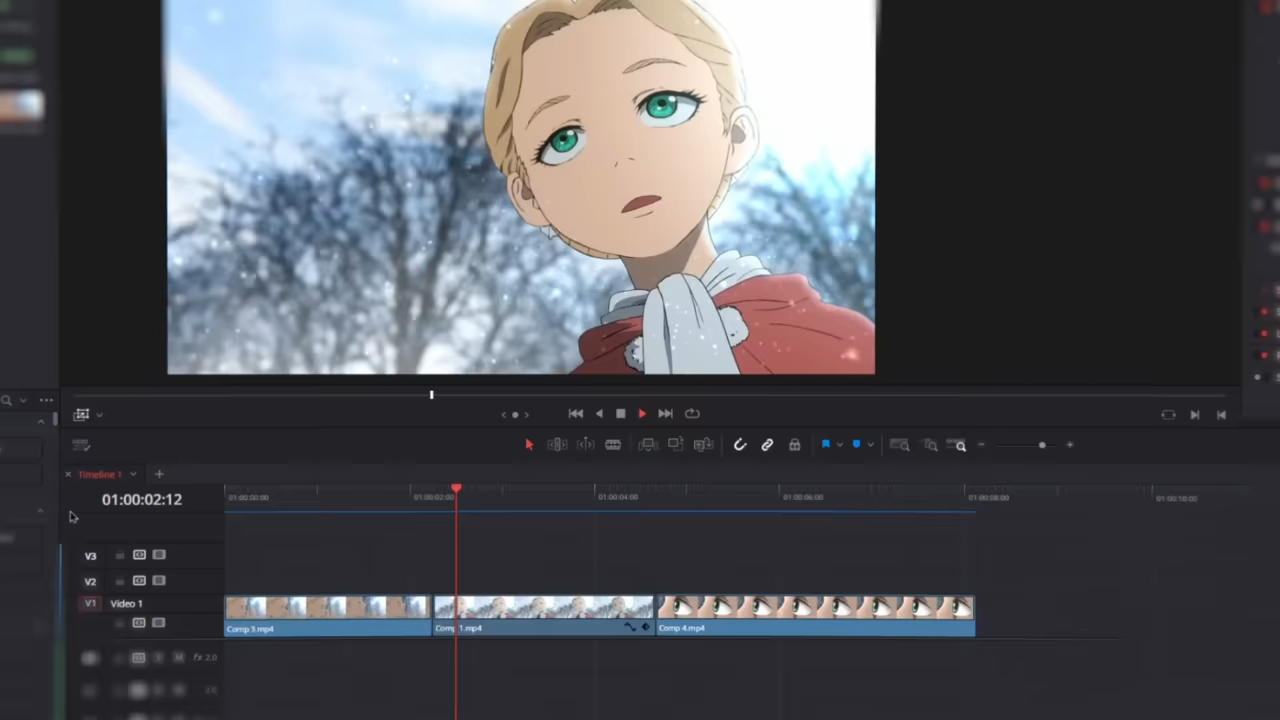 Timeline 1
01:00:02:12
01:00:00:00
01:00:02:00
01:00:04:00
01:00:06:00
01:00:08:00
01:00:10:00
V3
V2
V1 Video 1
Comp 3.mp4
Comp 1.mp4
Comp 4.mp4
S M fx 2.0